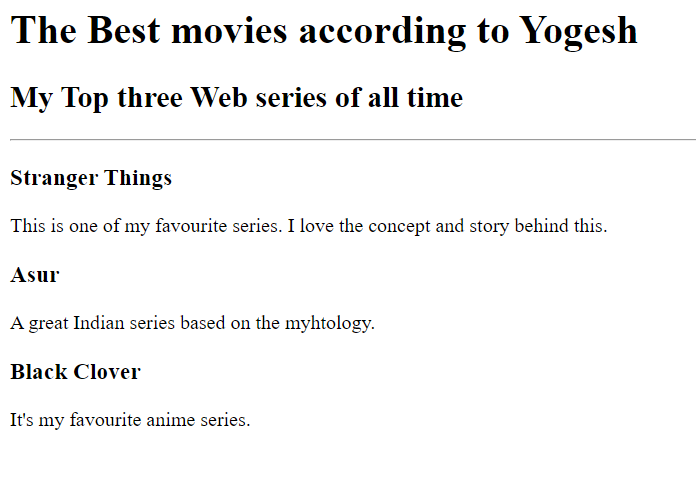 The Best movies according to Yogesh
My Top three Web series of all time
Stranger Things
This is one of my favourite series. I love the concept and story behind this.
Asur
A great Indian series based on the myhtology.
Black Clover
It's my favourite anime series.